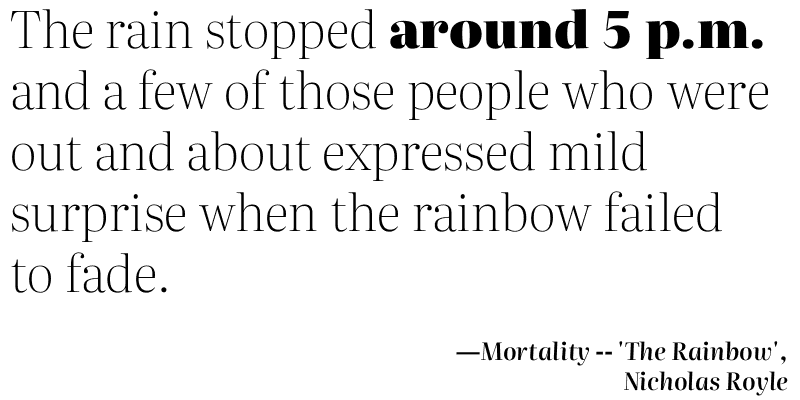 The rain stopped around 5 p.m.
and a few of those people who were
out and about expressed mild
surprise when the rainbow failed
to fade.
—Mortality -- 'The Rainbow',
Nicholas Royle